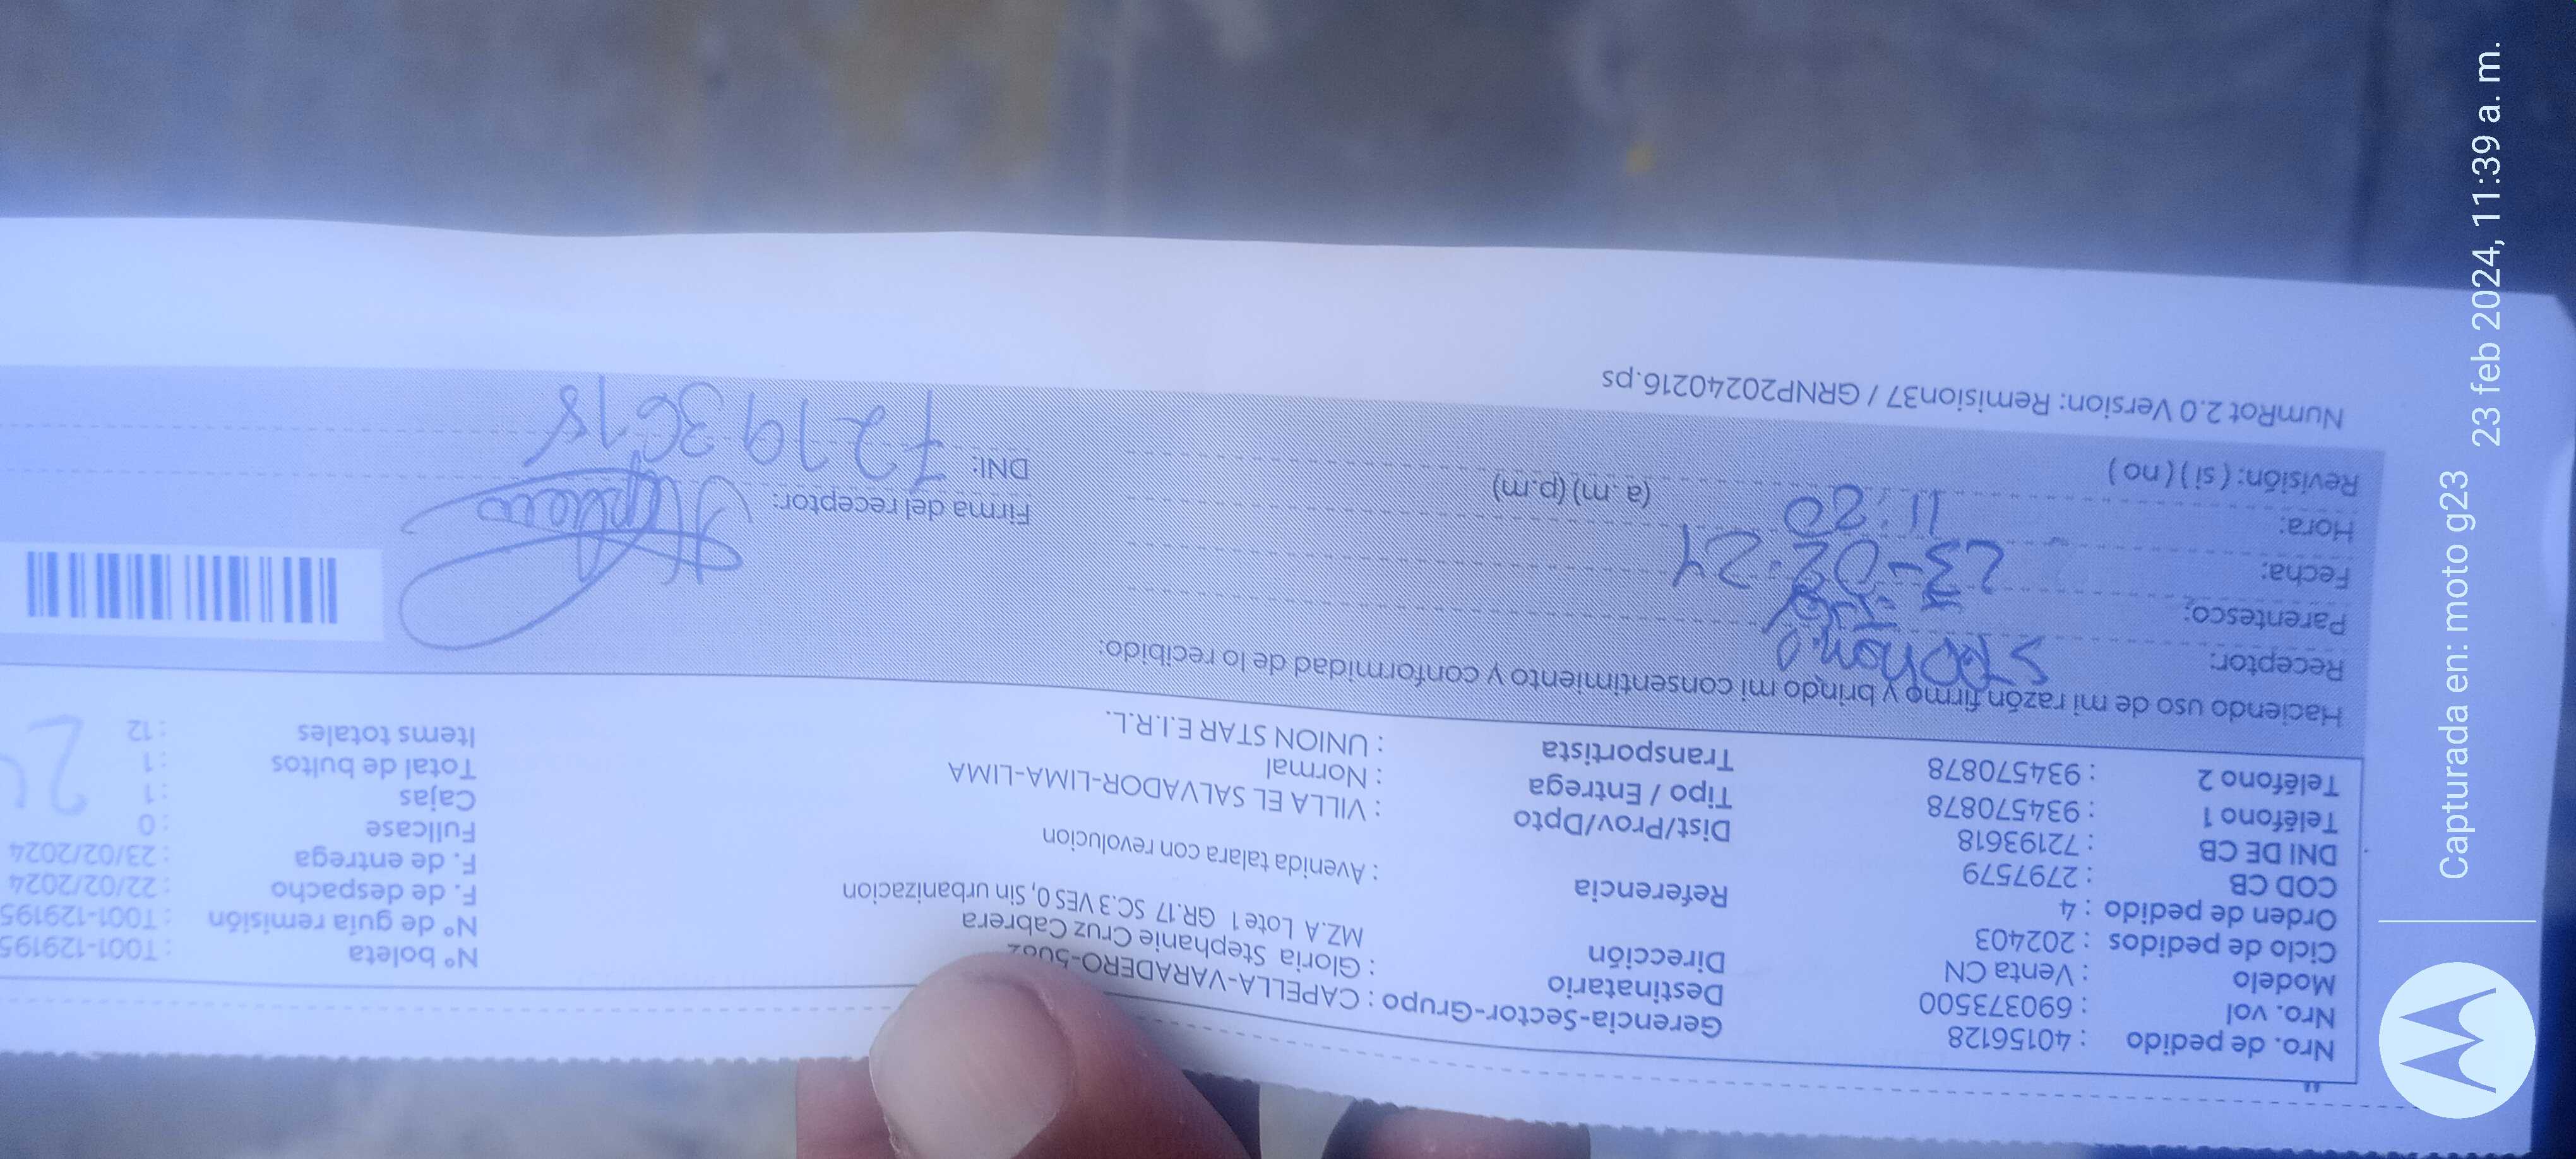 Nro. de pedido : 40156128
Nro. vol : 690373500
Modelo : Venta CN
Ciclo de pedidos : 202403
Orden de pedido : 4
COD CB : 2797579
DNI DE CB : 72193618
Teléfono 1 : 934570878
Teléfono 2 : 934570878
Gerencia-Sector-Grupo : CAPELLA-VARADERO-5082
Destinatario : Gloria Stephanie Cruz Cabrera
Dirección MZ.A Lote 1 GR.17 SC.3 VES 0, Sin urbanizacion
Referencia : Avenida talara con revolucion
Dist/Prov/Dpto : VILLA EL SALVADOR-LIMA-LIMA
Tipo / Entrega : Normal
Transportista : UNION STAR E.I.R.L.
N° boleta : T001-129195
N° de guía remisión : T001-129195
F. de despacho : 22/02/2024
F. de entrega : 23/02/2024
Fullcase : 0
Cajas : 1
Total de bultos : 1
Items totales : 12
Haciendo uso de mi razón firmo y brindo mi consentimiento y conformidad de lo recibido:
Receptor:
Parentesco:
Fecha: 23-02-24
Hora: 11:20 (a.m) (p.m)
Revisión: ( si ) ( no )
Firma del receptor:
DNI: 72193618
NumRot 2.0 Version: Remision37 / GRNP20240216.ps
Capturada en: moto g23
23 feb 2024, 11:39 a. m.